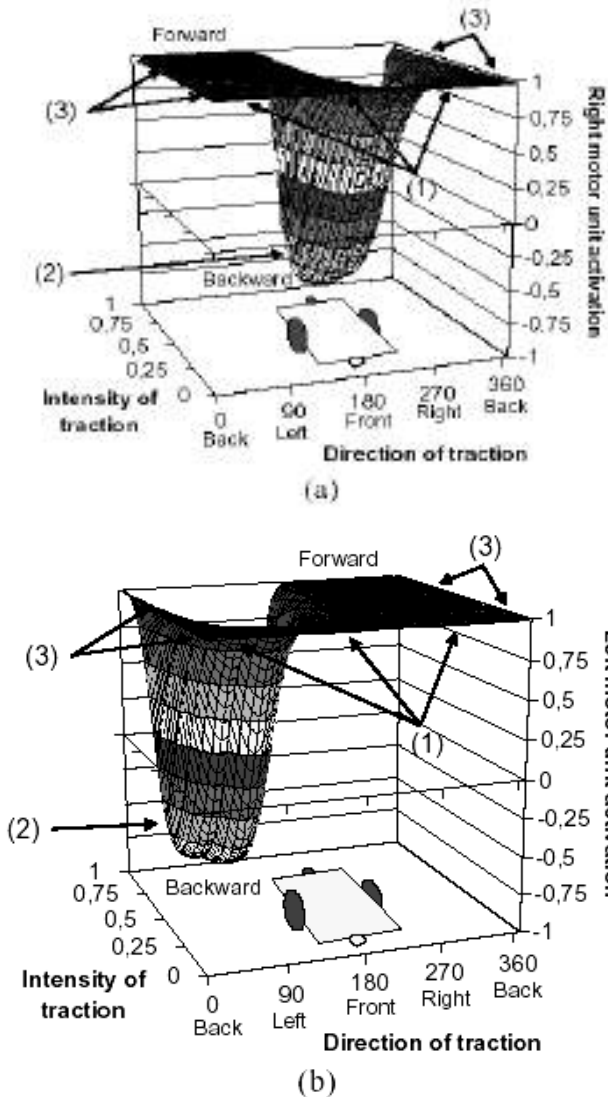 Forward
(3)
(3)
1
0,75
0,5
0,25
0
-0,25
-0,5
-0,75
-1
Right motor unit activation
(1)
(2)
Backward
1
0,75
0,5
0,25
0
Intensity of
traction
0 90 180 270 360
Back Left Front Right Back
Direction of traction
(a)
Forward
(3)
(3)
1
0,75
0,5
0,25
0
-0,25
-0,5
-0,75
-1
(1)
(2)
Backward
1
0,75
0,5
0,25
0
Intensity of
traction
0 90 180 270 360
Back Left Front Right Back
Direction of traction
(b)